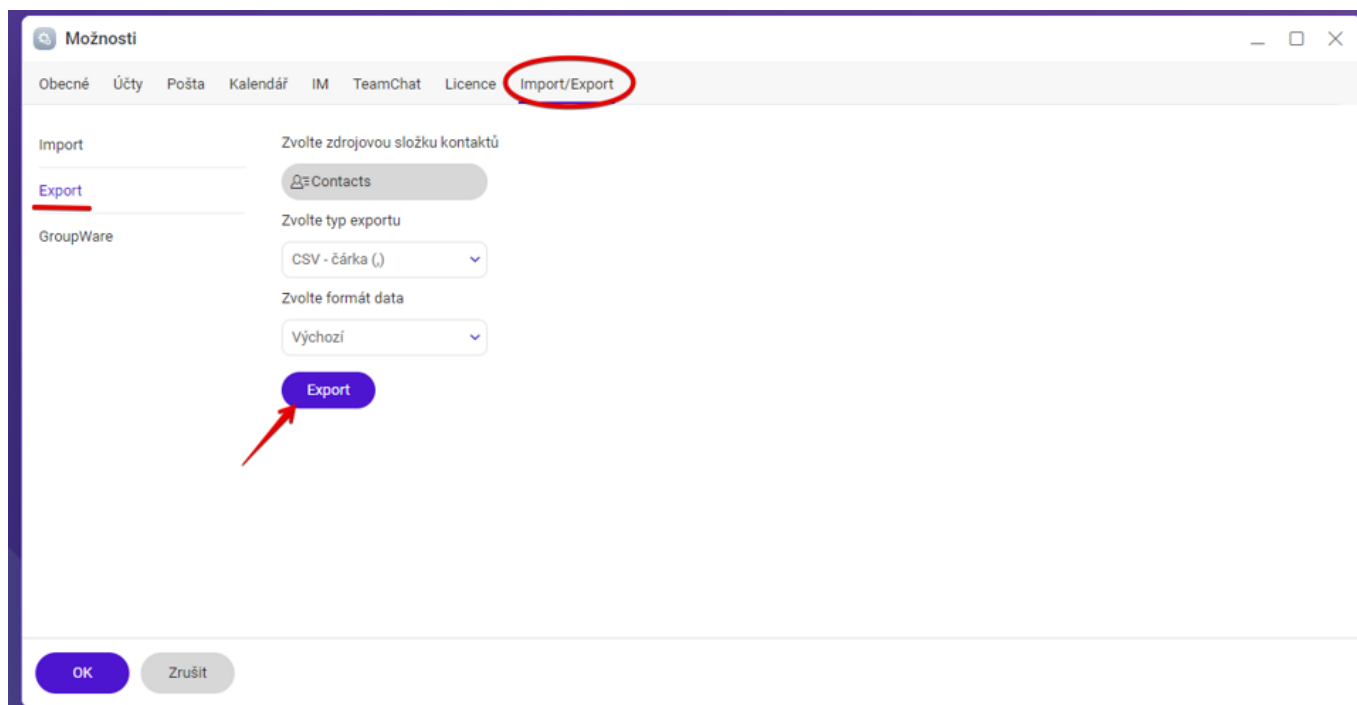 Možnosti
Obecné Účty Pošta Kalendář IM TeamChat Licence Import/Export
Import
Export
GroupWare
Zvolte zdrojovou složku kontaktů
Contacts
Zvolte typ exportu
CSV - čárka (,)
Zvolte formát data
Výchozí
Export
OK Zrušit